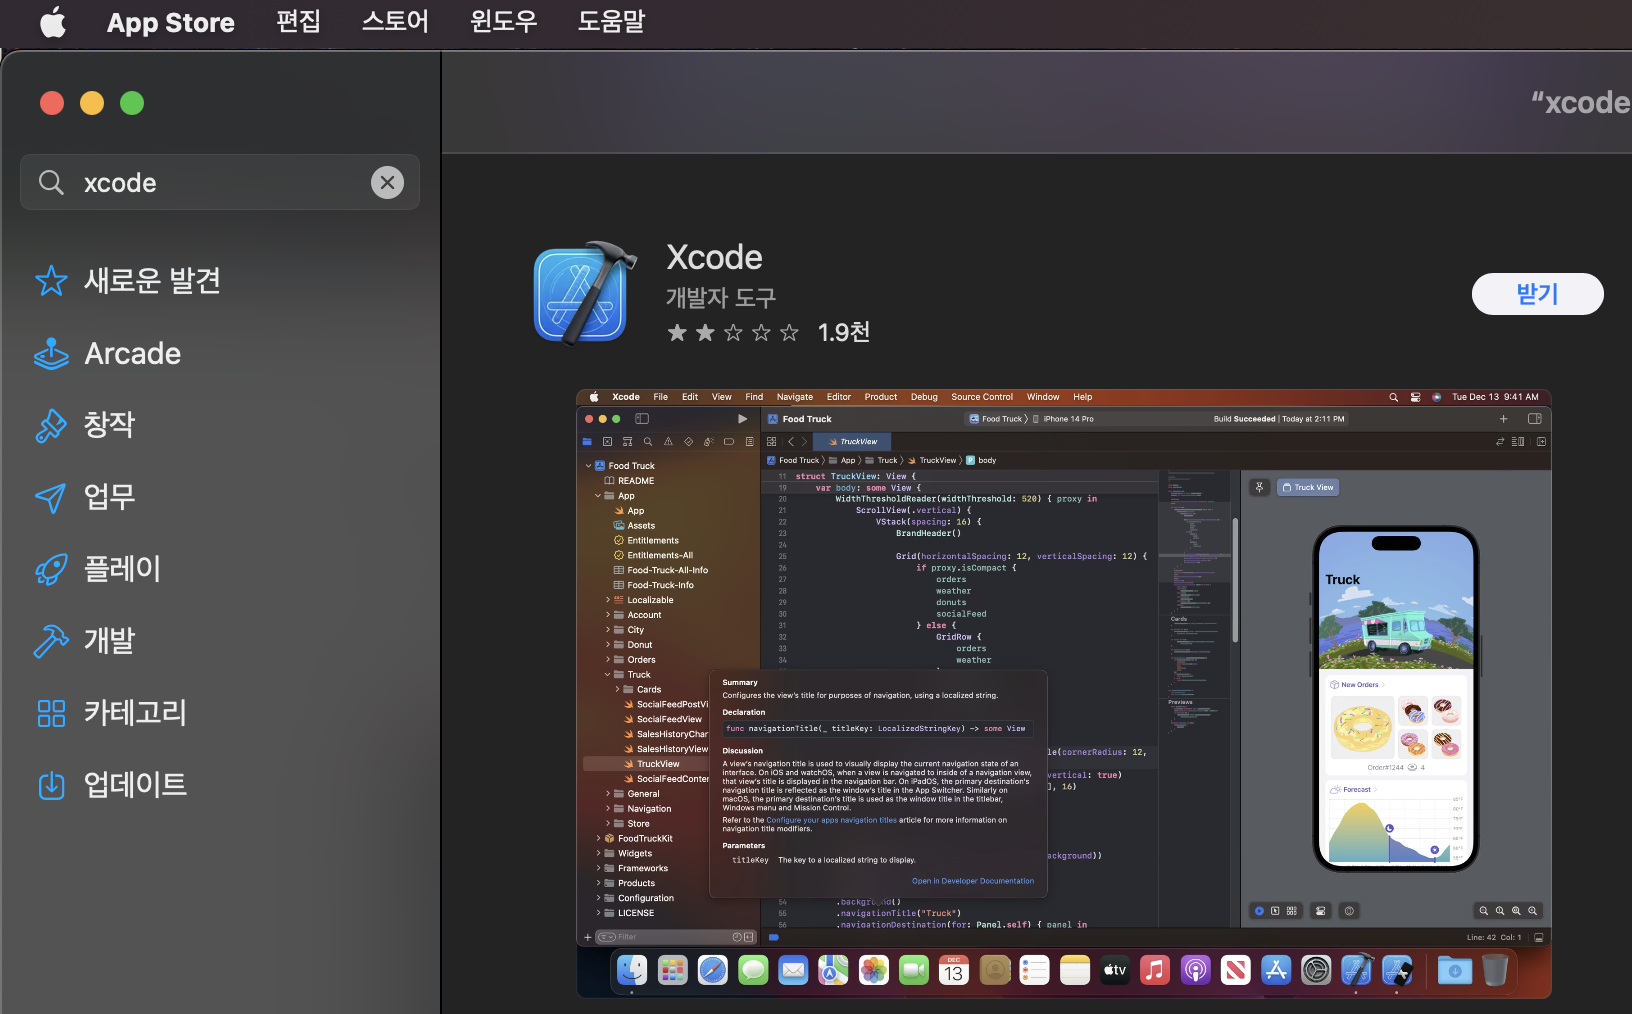 App Store 편집 스토어 윈도우 도움말
“xcode
xcode
새로운 발견
Arcade
창작
업무
플레이
개발
카테고리
업데이트
Xcode
개발자 도구
1.9천
받기
Xcode File Edit View Find Navigate Editor Product Debug Source Control Window Help
Tue Dec 13 9:41 AM
Food Truck
Food Truck 〉 iPhone 14 Pro
Build Succeeded | Today at 2:11 PM
TruckView
Food Truck 〉 App 〉 Truck 〉 TruckView 〉 P body
Food Truck
README
App
App
Assets
Entitlements
Entitlements-All
Food-Truck-All-Info
Food-Truck-Info
Localizable
Account
City
Donut
Orders
Truck
Cards
SocialFeedPostVi
SocialFeedView
SalesHistoryChar
SalesHistoryView
TruckView
SocialFeedConter
General
Navigation
Store
FoodTruckKit
Widgets
Frameworks
Products
Configuration
LICENSE
Filter
11 struct TruckView: View {
19 var body: some View {
20 WidthThresholdReader(widthThreshold: 520) { proxy in
21 ScrollView(.vertical) {
22 VStack(spacing: 16) {
23 BrandHeader()
24
25 Grid(horizontalSpacing: 12, verticalSpacing: 12) {
26 if proxy.isCompact {
27 orders
28 weather
29 donuts
30 socialFeed
31 } else {
32 GridRow {
33 orders
34 weather
Summary
Configures the view's title for purposes of navigation, using a localized string.
Declaration
func navigationTitle(_ titleKey: LocalizedStringKey) -> some View
Discussion
A view's navigation title is used to visually display the current navigation state of an
interface. On iOS and watchOS, when a view is navigated to inside of a navigation view,
that view's title is displayed in the navigation bar. On iPadOS, the primary destination's
navigation title is reflected as the window's title in the App Switcher. Similarly on
macOS, the primary destination's title is used as the window title in the titlebar,
Windows menu and Mission Control.
Refer to the Configure your apps navigation titles article for more information on
navigation title modifiers.
Parameters
titleKey The key to a localized string to display.
Open in Developer Documentation
le(cornerRadius: 12,
vertical: true)
], 16)
ackground))
54 .background()
55 .navigationTitle("Truck")
56 .navigationDestination(for: Panel.self) { panel in
Cards
Previews
Truck View
Truck
New Orders
Order#1244 4
Forecast
Line: 42 Col: 1
DEC
13
tv